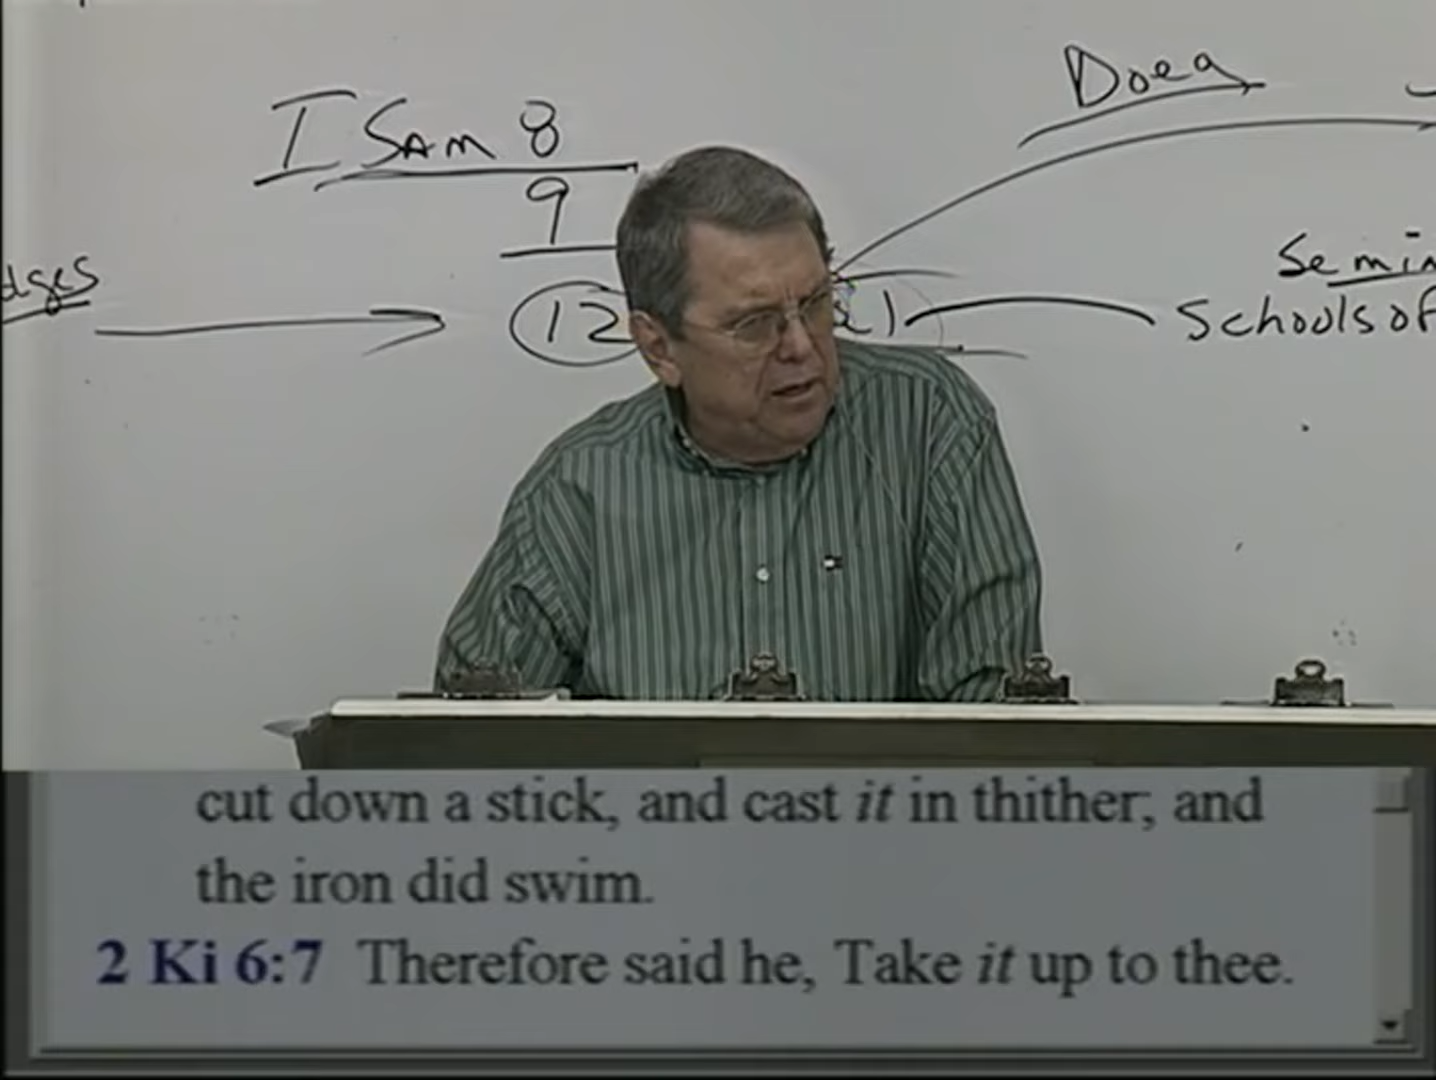 Doeg
I SAM 8
9
12
Schools of
cut down a stick, and cast it in thither; and
the iron did swim.
2 Ki 6:7 Therefore said he, Take it up to thee.